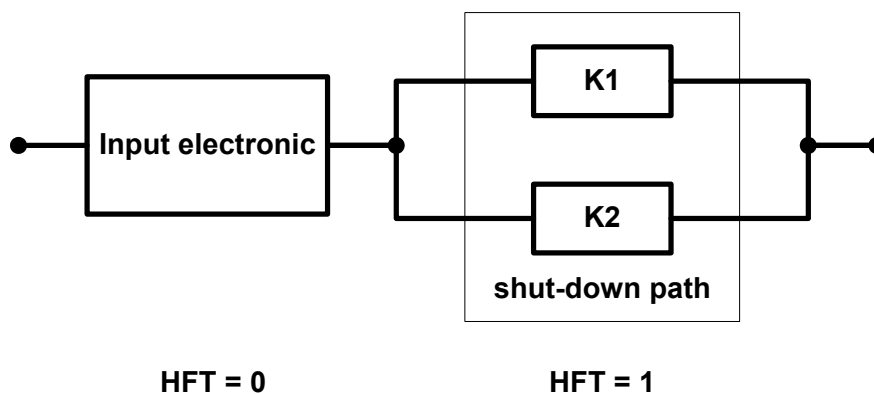 K1
Input electronic
K2
shut-down path
HFT = 0
HFT = 1